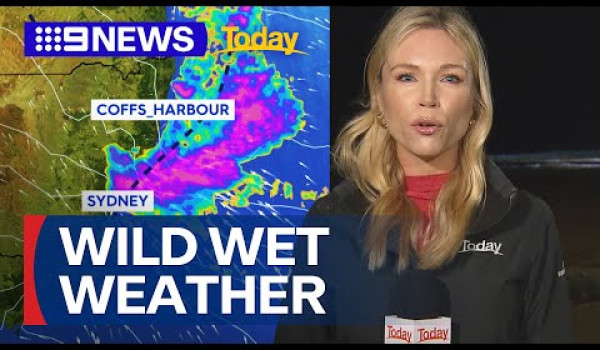 9NEWS Today
COFFS_HARBOUR
SYDNEY
WILD WET
WEATHER
Today
Today Today